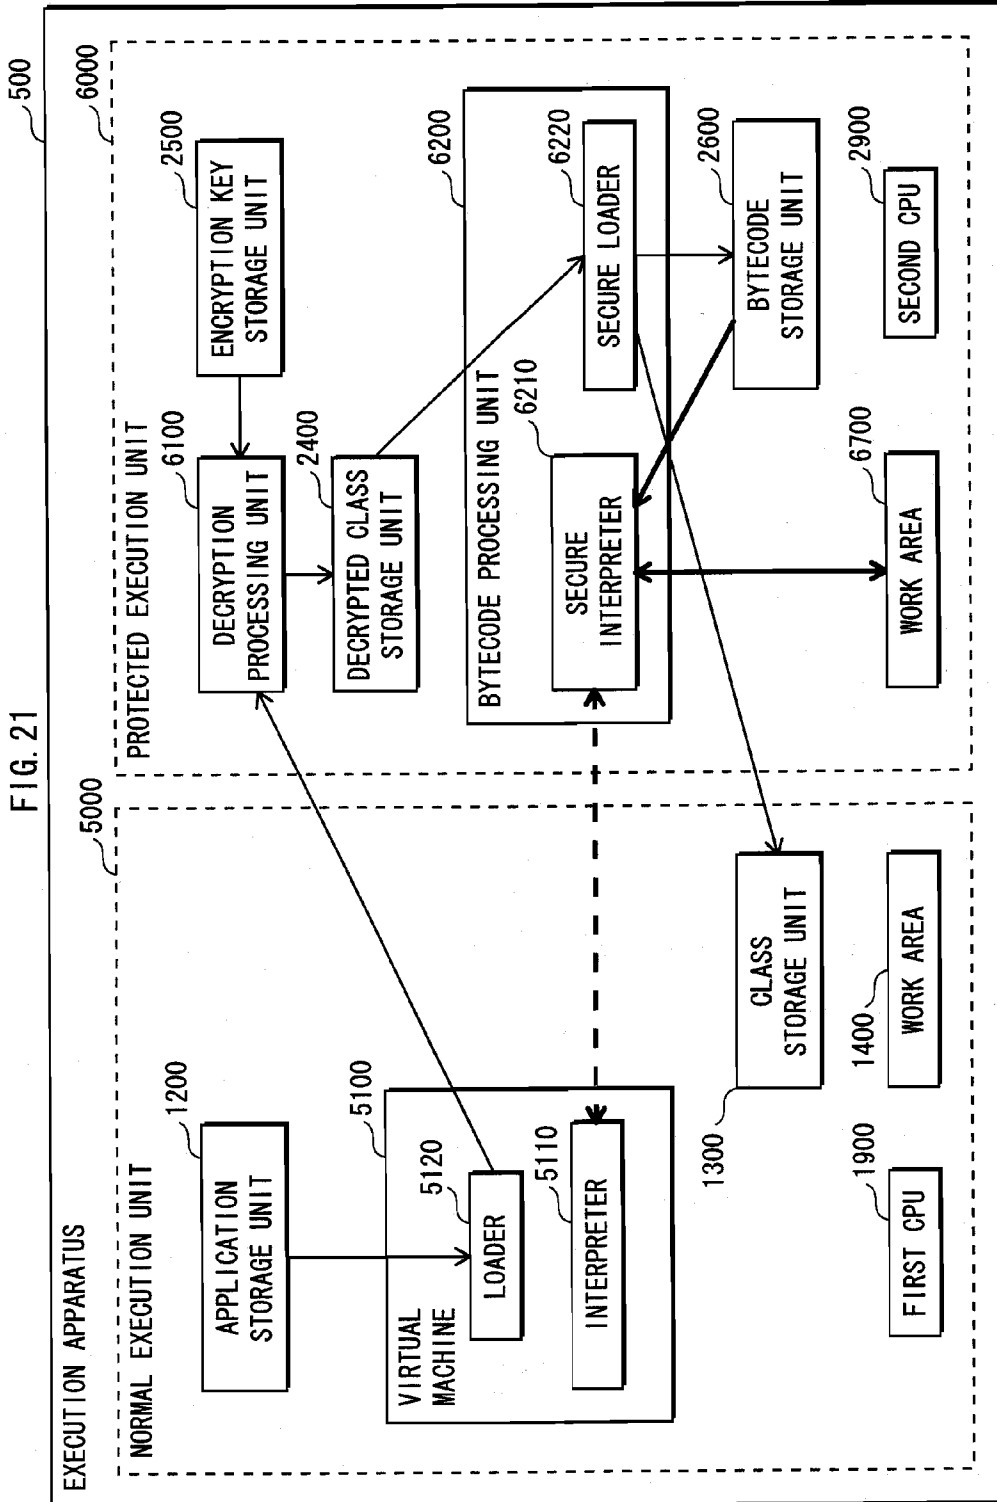 FIG. 21
500
EXECUTION APPARATUS
5000
NORMAL EXECUTION UNIT
1200
APPLICATION
STORAGE UNIT
5100
VIRTUAL
MACHINE
5120
LOADER
5110
INTERPRETER
1300
CLASS
STORAGE UNIT
1900
FIRST CPU
1400
WORK AREA
6000
PROTECTED EXECUTION UNIT
6100
DECRYPTION
PROCESSING UNIT
2500
ENCRYPTION KEY
STORAGE UNIT
2400
DECRYPTED CLASS
STORAGE UNIT
6200
BYTECODE PROCESSING UNIT
6210
SECURE
INTERPRETER
6220
SECURE LOADER
2600
BYTECODE
STORAGE UNIT
6700
WORK AREA
2900
SECOND CPU